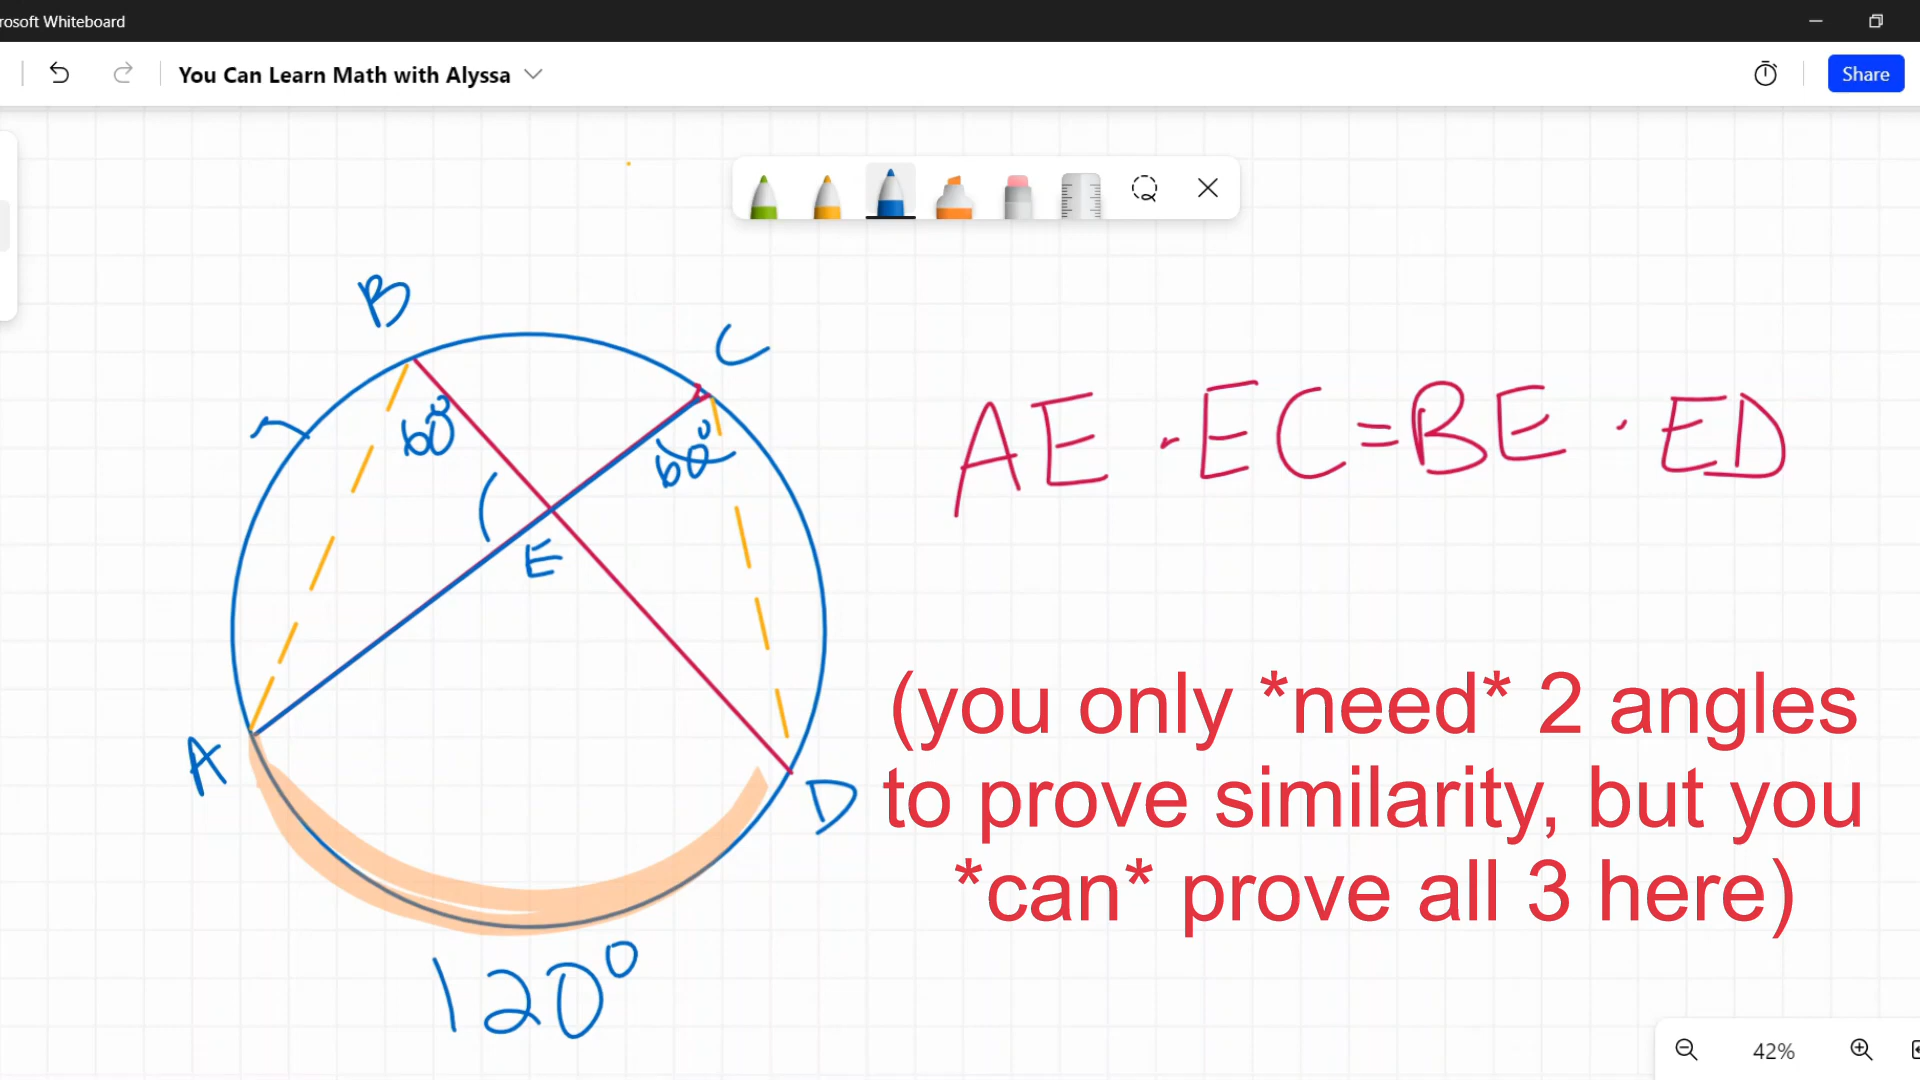 rosoft Whiteboard
You Can Learn Math with Alyssa
Share
B
C
60°
60°
AE · EC = BE · ED
E
(you only *need* 2 angles
to prove similarity, but you
*can* prove all 3 here)
A
D
120°
42%